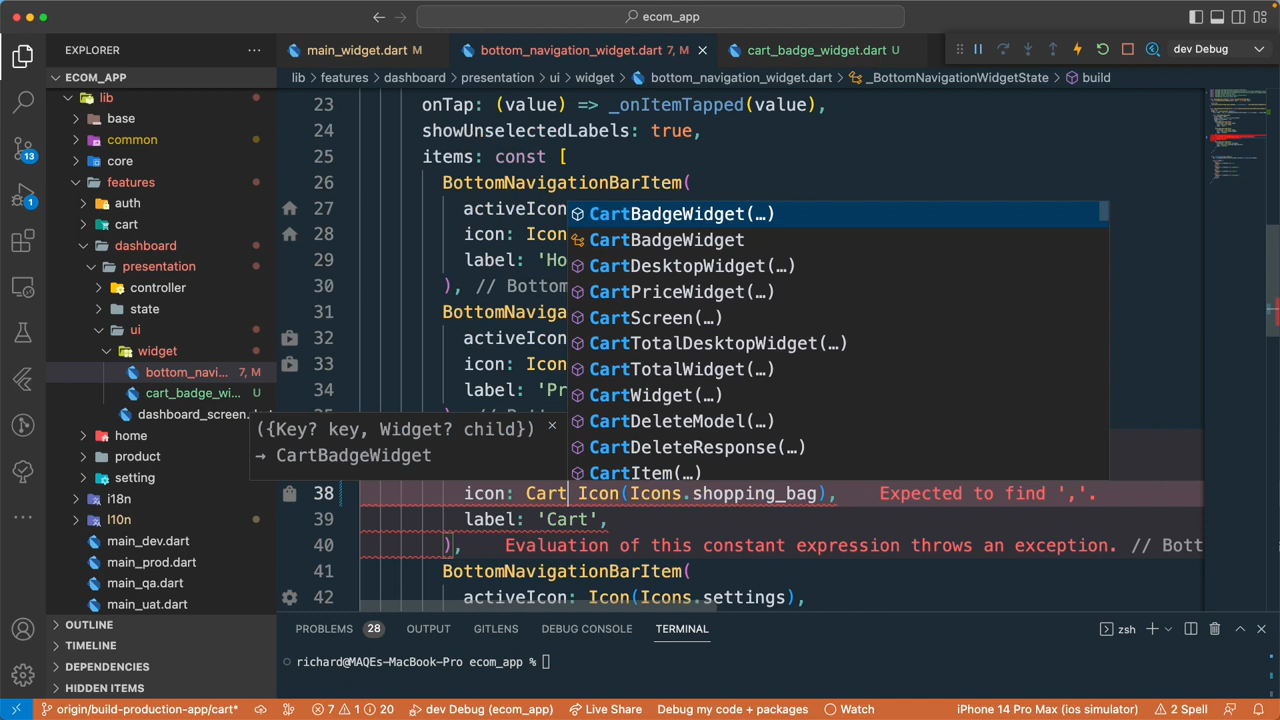 ecom_app
EXPLORER
main_widget.dart M
bottom_navigation_widget.dart 7, M
cart_badge_widget.dart U
dev Debug
ECOM_APP
lib > features > dashboard > presentation > ui > widget > bottom_navigation_widget.dart > _BottomNavigationWidgetState > build
lib
base
common
core
features
auth
cart
dashboard
presentation
controller
state
ui
widget
bottom_navi... 7, M
cart_badge_wi... U
dashboard_screen.
home
product
setting
i18n
l10n
main_dev.dart
main_prod.dart
main_qa.dart
main_uat.dart
OUTLINE
TIMELINE
DEPENDENCIES
HIDDEN ITEMS
13
1
23 onTap: (value) => _onItemTapped(value),
24 showUnselectedLabels: true,
25 items: const [
26 BottomNavigationBarItem(
27 activeIcon
28 icon: Icon
29 label: 'Ho
30 ), // Bottom
31 BottomNaviga
32 activeIcon
33 icon: Icon
34 label: 'Pr
CartBadgeWidget(…)
CartBadgeWidget
CartDesktopWidget(…)
CartPriceWidget(…)
CartScreen(…)
CartTotalDesktopWidget(…)
CartTotalWidget(…)
CartWidget(…)
CartDeleteModel(…)
CartDeleteResponse(…)
CartItem(…)
({Key? key, Widget? child})
→ CartBadgeWidget
38 icon: Cart Icon(Icons.shopping_bag), Expected to find ','.
39 label: 'Cart',
40 ), Evaluation of this constant expression throws an exception. // Bott
41 BottomNavigationBarItem(
42 activeIcon: Icon(Icons.settings),
PROBLEMS 28 OUTPUT GITLENS DEBUG CONSOLE TERMINAL
zsh
richard@MAQEs-MacBook-Pro ecom_app %
origin/build-production-app/cart* 7 1 20 dev Debug (ecom_app) Live Share Debug my code + packages Watch iPhone 14 Pro Max (ios simulator) 2 Spell